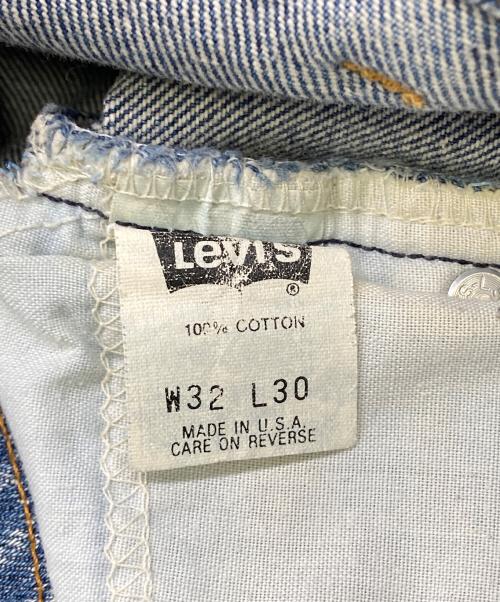 Levi's
®
100% COTTON
W32 L30
MADE IN U.S.A.
CARE ON REVERSE